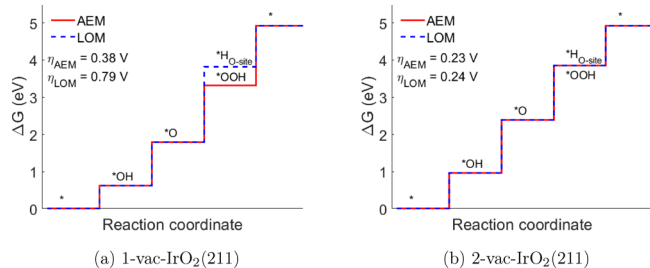 AEM
LOM
η_AEM = 0.38 V
η_LOM = 0.79 V
*
*OH
*O
*H_O-site
*OOH
*
ΔG (eV)
0
1
2
3
4
5
Reaction coordinate
(a) 1-vac-IrO₂(211)
AEM
LOM
η_AEM = 0.23 V
η_LOM = 0.24 V
*
*OH
*O
*H_O-site
*OOH
*
ΔG (eV)
0
1
2
3
4
5
Reaction coordinate
(b) 2-vac-IrO₂(211)